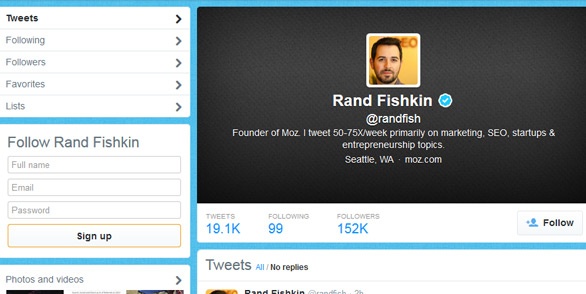 Tweets
Following
Followers
Favorites
Lists
Follow Rand Fishkin
Full name
Email
Password
Sign up
Photos and videos
EO
Rand Fishkin
@randfish
Founder of Moz. I tweet 50-75X/week primarily on marketing, SEO, startups &
entrepreneurship topics.
Seattle, WA · moz.com
TWEETS FOLLOWING FOLLOWERS
19.1K 99 152K
Follow
Tweets All / No replies
Rand Fishkin @randfish · 2h